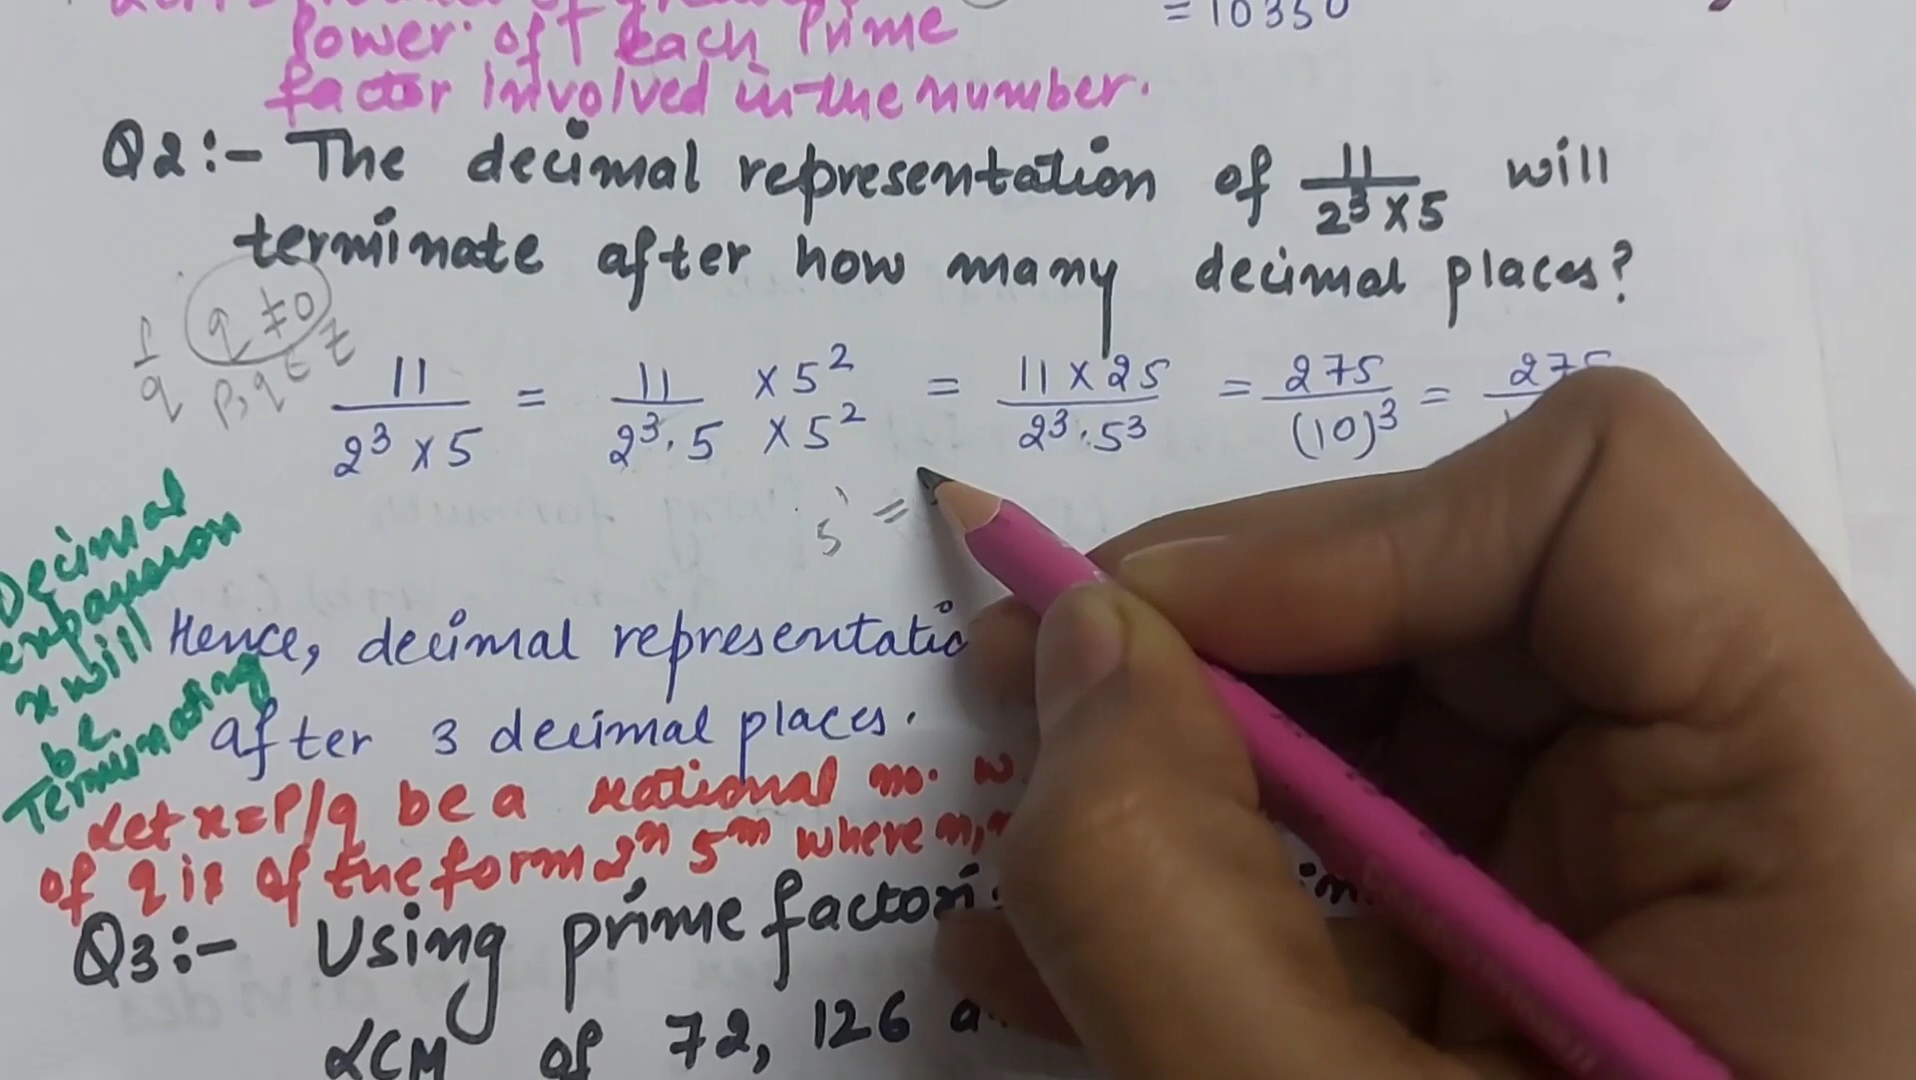 = 10350
Power of each Prime
factor involved in the number.
Q2:- The decimal representation of 11/2³×5 will
terminate after how many decimal places?
p/q q ≠ 0
p, q ∈ Z
11/2³×5 = 11/2³·5 ×5²/×5² = 11×25/2³·5³ = 275/(10)³ = 275
5¹ =
Decimal
expansion
x will
be
Terminating
Hence, decimal
after 3 decimal places.
Let x=P/q be a rational no.
of q is of the form 2ⁿ 5ᵐ where
Q3:- Using prime
LCM of 72, 126